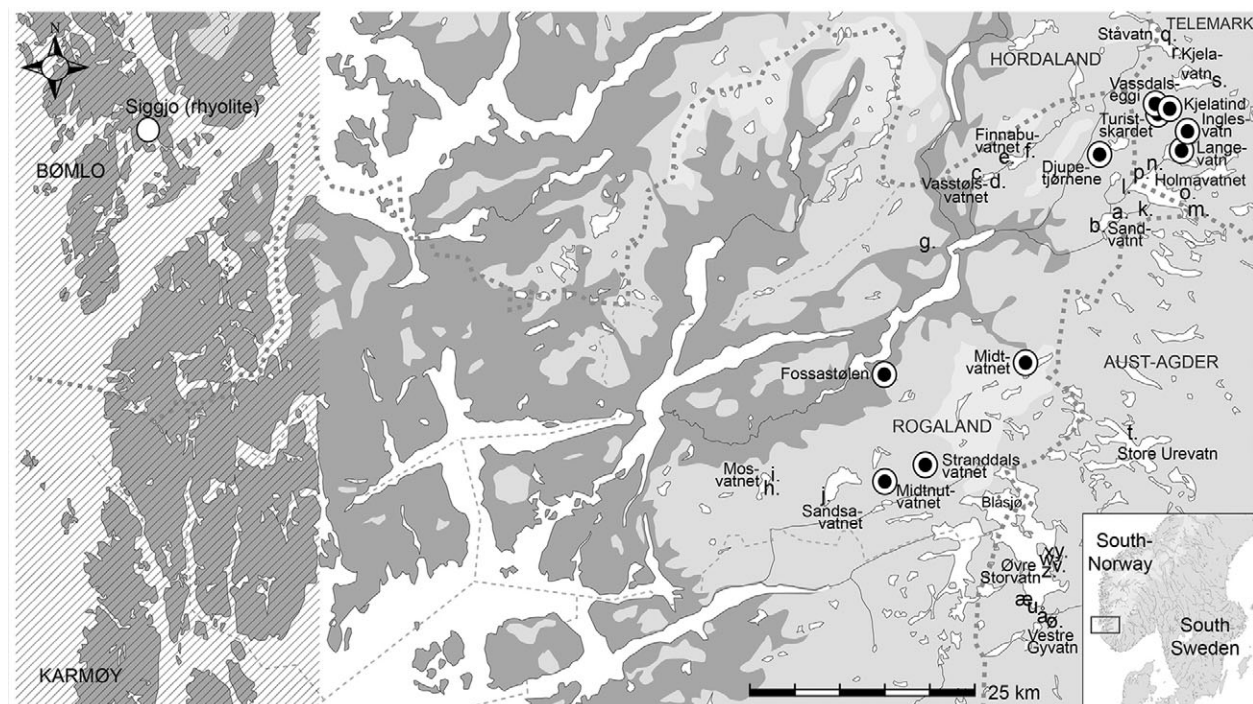 N
Siggjo (rhyolite)
BØMLO
KARMØY
TELEMARK
Ståvatn
q.
r.
Kjela-
vatn
s.
HORDALAND
Vassdals-
eggi
Kjelatind
Turist-
skardet
Ingles-
vatn
Lange-
vatn
Finnabu-
vatnet
e.
f.
Djupe-
tjørnene
c.
d.
Vasstøls-
vatnet
n.
p.
Holmavatnet
l.
o.
k.
m.
a.
b.
Sand-
vatnt
g.
Midt-
vatnet
Fossastølen
AUST-AGDER
ROGALAND
t.
Store Urevatn
Mos-
vatnet
i.
h.
j.
Sandsa-
vatnet
Stranddals
vatnet
Midtnut-
vatnet
Blåsjø
Øvre
Storvatn
xy.
z.
v.
æ
u.
ø.
Vestre
Gyvatn
25 km
South-
Norway
South
Sweden